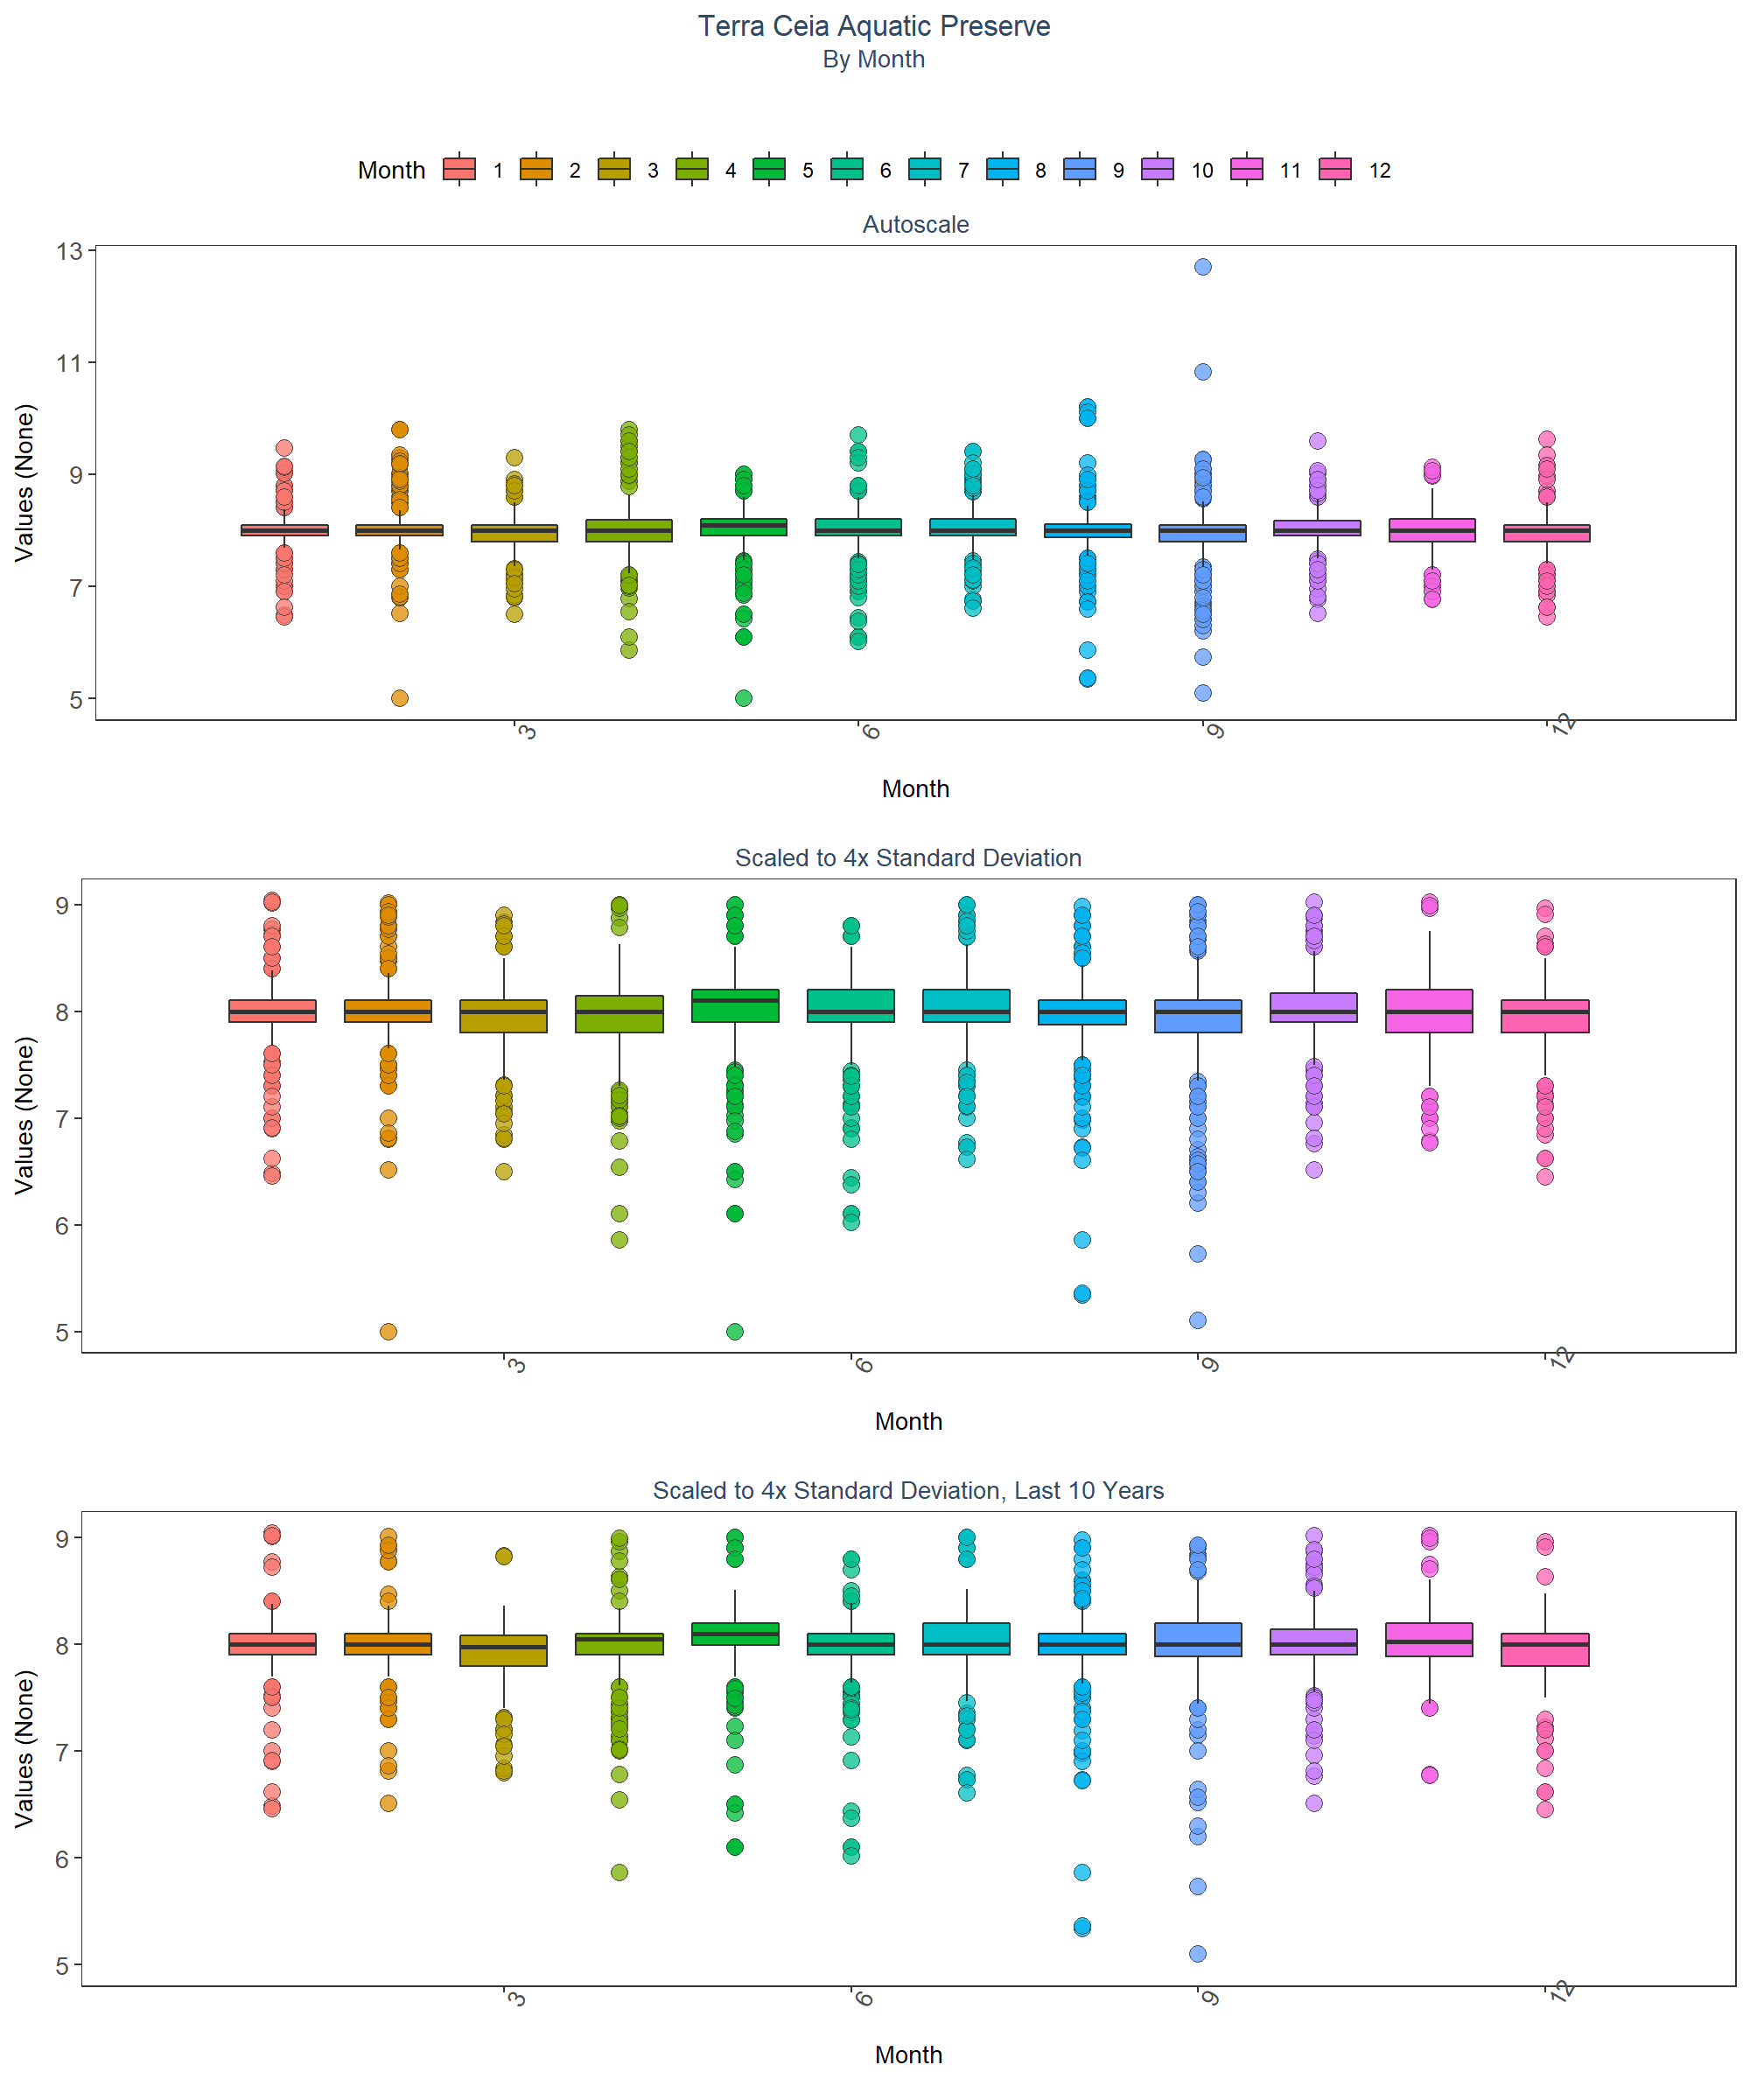 Terra Ceia Aquatic Preserve
By Month
Month 1 2 3 4 5 6 7 8 9 10 11 12
Autoscale
Values (None)
13
11
9
7
5
3 6 9 12
Month
Scaled to 4x Standard Deviation
Values (None)
9
8
7
6
5
3 6 9 12
Month
Scaled to 4x Standard Deviation, Last 10 Years
Values (None)
9
8
7
6
5
3 6 9 12
Month